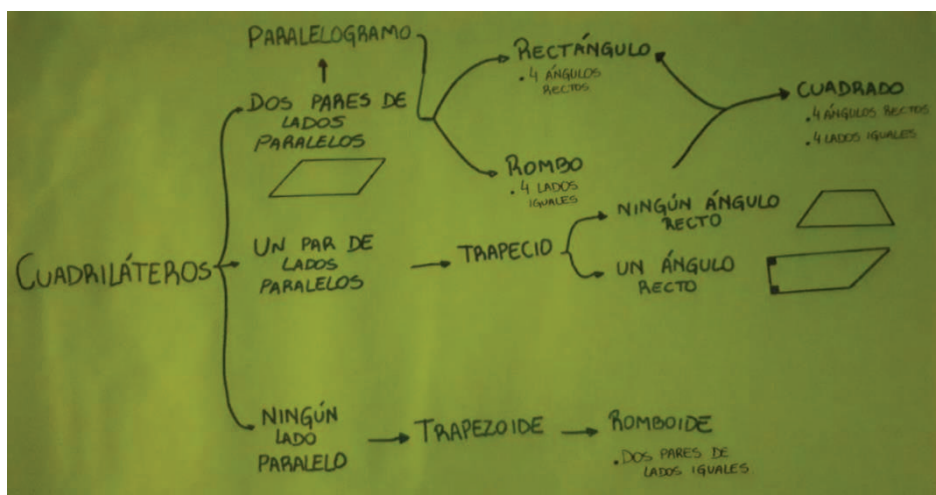 PARALELOGRAMO
DOS PARES DE
LADOS
PARALELOS
RECTÁNGULO
. 4 ÁNGULOS
RECTOS
ROMBO
. 4 LADOS
IGUALES
CUADRADO
. 4 ÁNGULOS RECTOS
. 4 LADOS IGUALES
CUADRILÁTEROS
UN PAR DE
LADOS
PARALELOS
TRAPECIO
NINGÚN ÁNGULO
RECTO
UN ÁNGULO
RECTO
NINGÚN
LADO
PARALELO
TRAPEZOIDE
ROMBOIDE
. DOS PARES DE
LADOS IGUALES